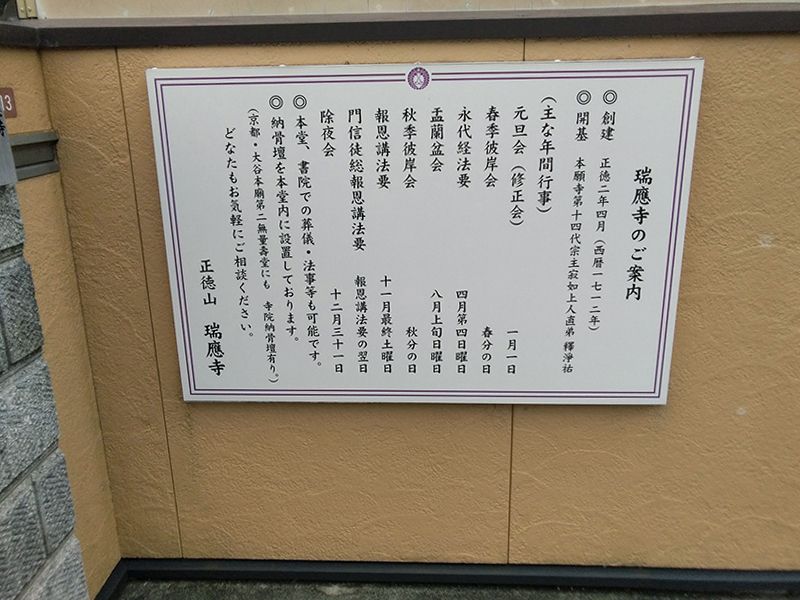 瑞應寺のご案内
◎創建 正徳二年四月(西暦一七一二年)
◎開基 本願寺第十四代宗主寂如上人直弟 釋淨祐
(主な年間行事)
元旦会(修正会) 一月一日
春季彼岸会 春分の日
永代経法要 四月第四日曜日
盂蘭盆会 八月上旬日曜日
秋季彼岸会 秋分の日
報恩講法要 十一月最終土曜日
門信徒総報恩講法要 報恩講法要の翌日
除夜会 十二月三十一日
◎本堂、書院での葬儀・法事等も可能です。
◎納骨壇を本堂内に設置しております。
(京都・大谷本廟第二無量壽堂にも 寺院納骨壇有り。)
どなたもお気軽にご相談ください。
正徳山 瑞應寺
13